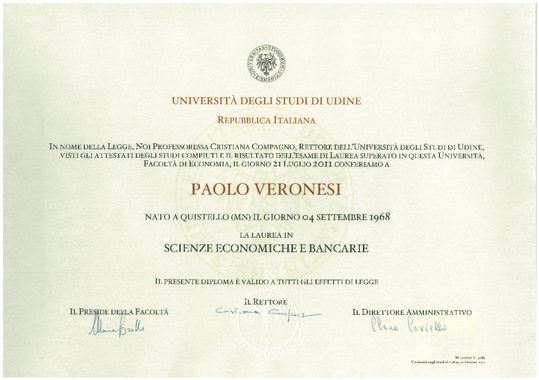 UNIVERSITÀ DEGLI STUDI DI UDINE
REPUBBLICA ITALIANA
IN NOME DELLA LEGGE, NOI PROFESSORESSA CRISTIANA COMPAGNO, RETTORE DELL'UNIVERSITÀ DEGLI STUDI DI UDINE,
VISTI GLI ATTESTATI DEGLI STUDI COMPIUTI E IL RISULTATO DELL'ESAME DI LAUREA SUPERATO IN QUESTA UNIVERSITÀ,
FACOLTÀ DI ECONOMIA, IL GIORNO 21 LUGLIO 2011 CONFERIAMO A
PAOLO VERONESI
NATO A QUISTELLO (MN) IL GIORNO 04 SETTEMBRE 1968
LA LAUREA IN
SCIENZE ECONOMICHE E BANCARIE
IL PRESENTE DIPLOMA È VALIDO A TUTTI GLI EFFETTI DI LEGGE
IL RETTORE
IL PRESIDE DELLA FACOLTÀ
IL DIRETTORE AMMINISTRATIVO